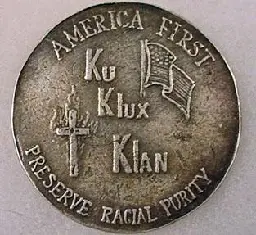 AMERICA FIRST
KU
KLUX
KLAN
PRESERVE RACIAL PURITY